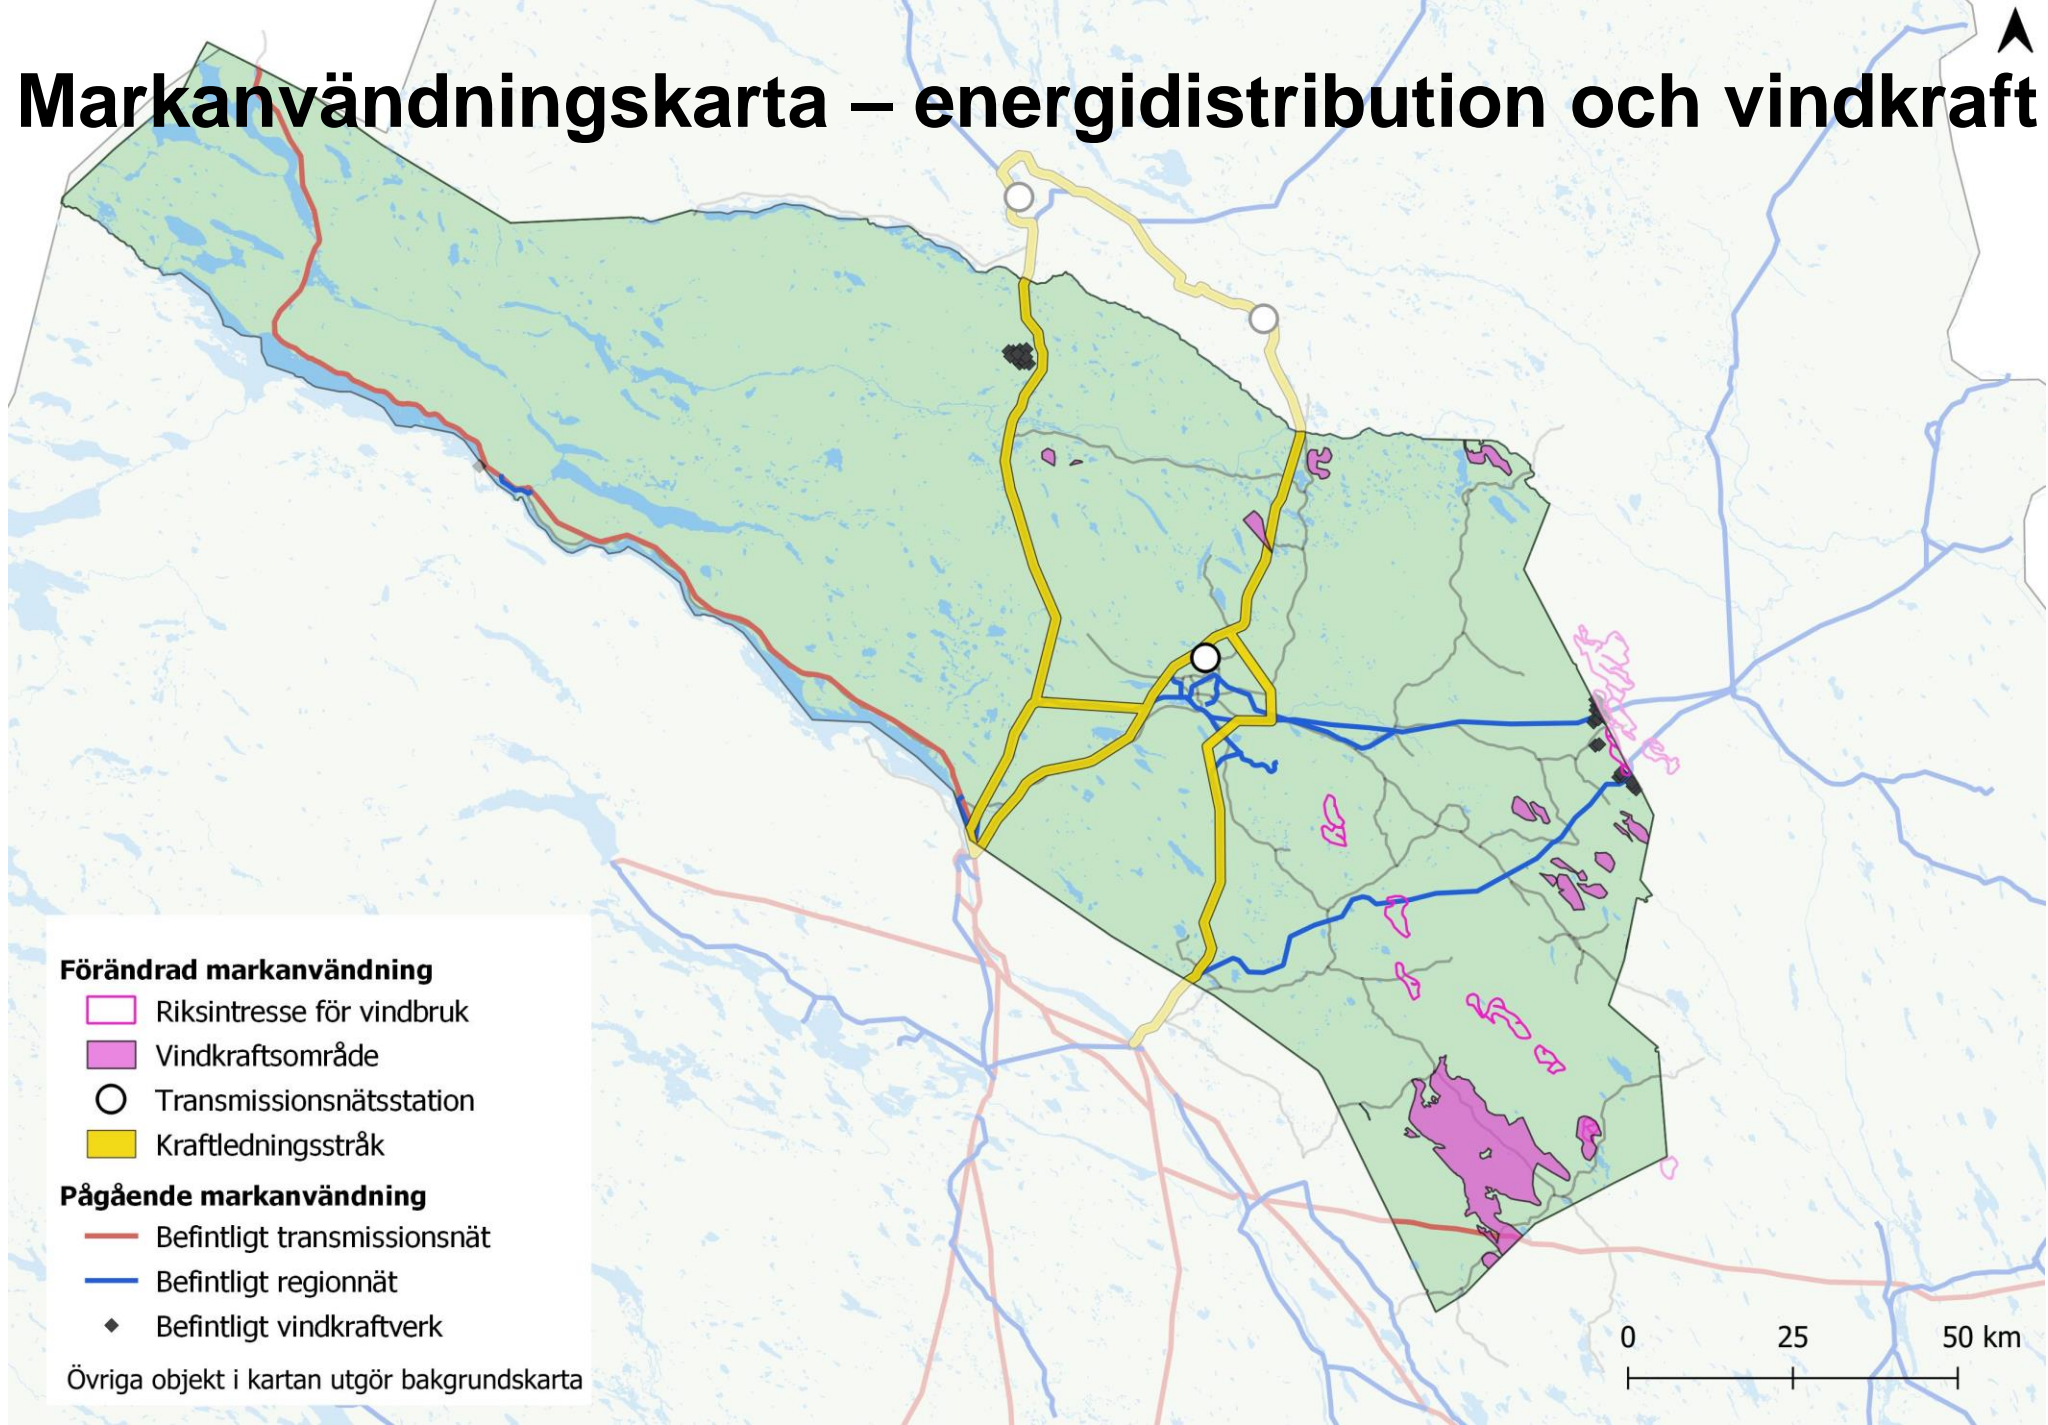 Markanvändningskarta – energidistribution och vindkraft
Förändrad markanvändning
Riksintresse för vindbruk
Vindkraftsområde
Transmissionsnätsstation
Kraftledningsstråk
Pågående markanvändning
Befintligt transmissionsnät
Befintligt regionnät
Befintligt vindkraftverk
Övriga objekt i kartan utgör bakgrundskarta
0 25 50 km